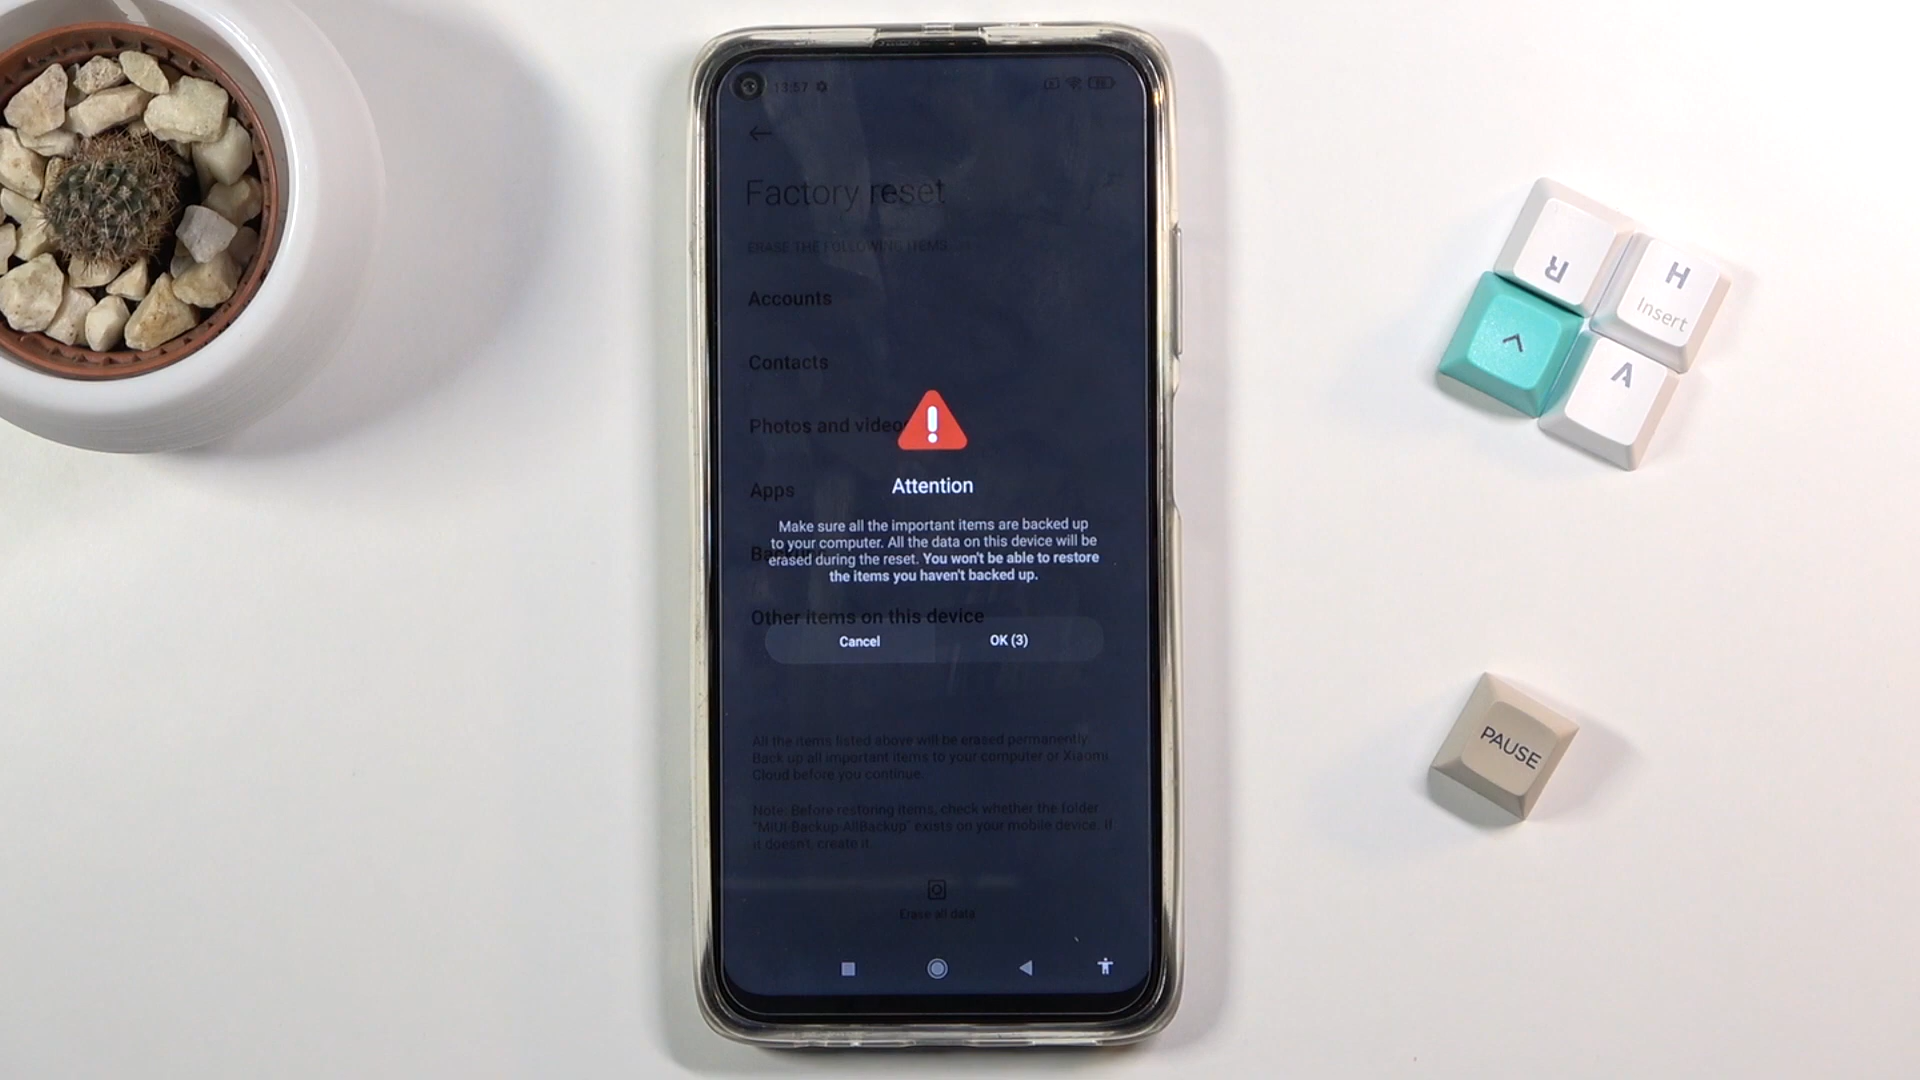 13:57
Factory reset
ERASE THE FOLLOWING ITEMS
Accounts
Contacts
Photos and videos
Attention
Apps
Make sure all the important items are backed up
to your computer. All the data on this device will be
erased during the reset. You won't be able to restore
the items you haven't backed up.
Other items on this device
Cancel
OK (3)
All the items listed above will be erased permanently.
Back up all important items to your computer or Xiaomi
Cloud before you continue.
Note: Before restoring items, check whether the folder
"MIUI-Backup-AllBackup" exists on your mobile device. If
it doesn't, create it.
Erase all data
R
H
Insert
^
A
PAUSE